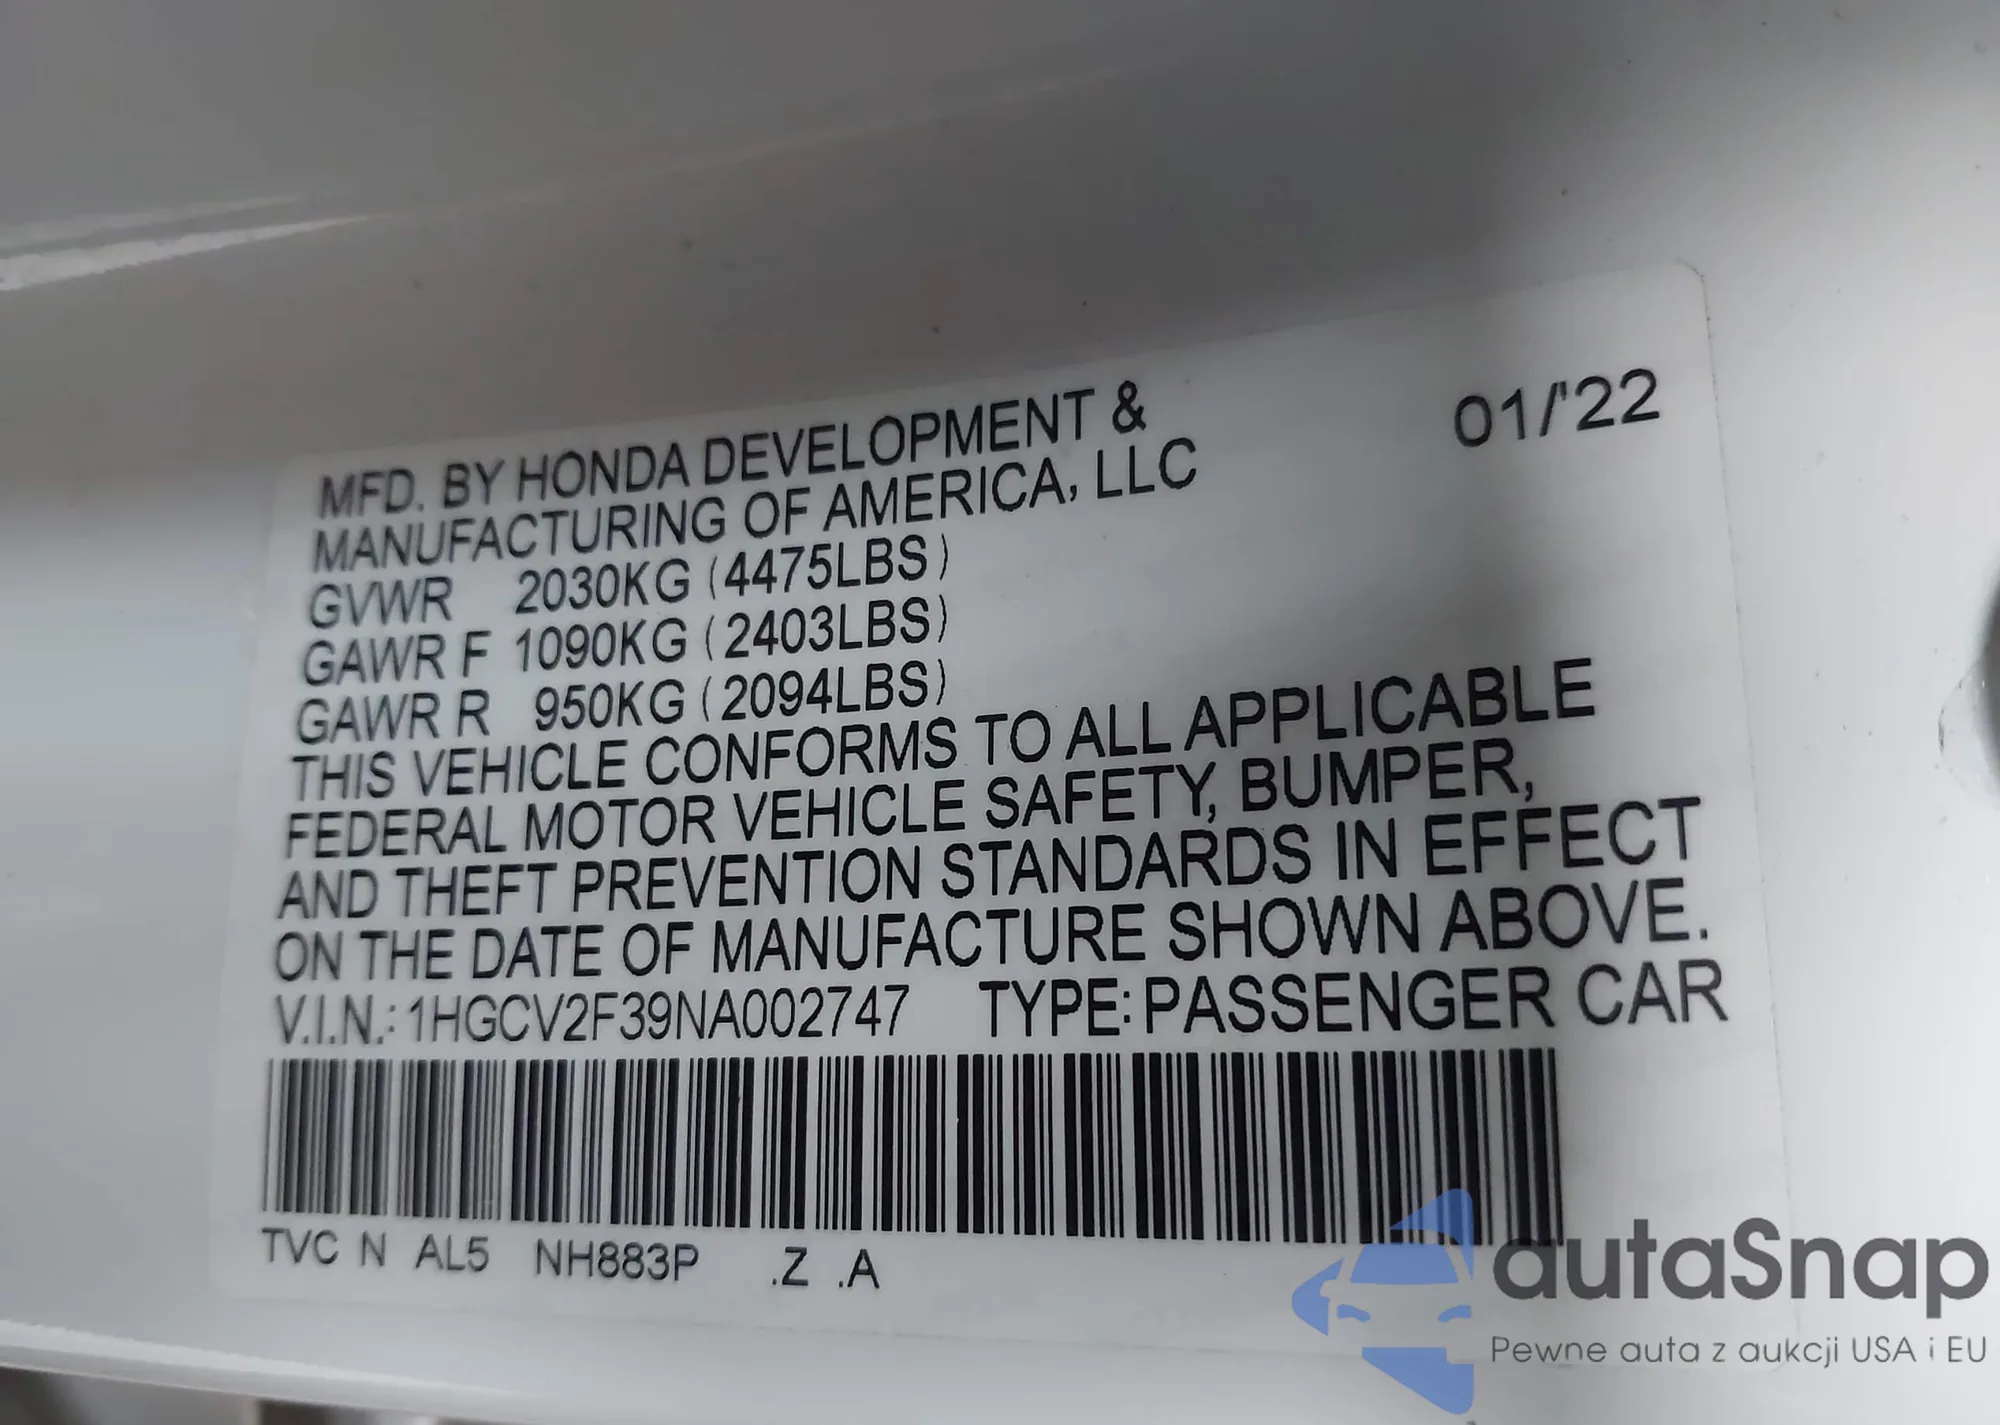 MFD. BY HONDA DEVELOPMENT &
MANUFACTURING OF AMERICA, LLC
01/'22
GVWR 2030KG (4475LBS)
GAWR F 1090KG (2403LBS)
GAWR R 950KG (2094LBS)
THIS VEHICLE CONFORMS TO ALL APPLICABLE
FEDERAL MOTOR VEHICLE SAFETY, BUMPER,
AND THEFT PREVENTION STANDARDS IN EFFECT
ON THE DATE OF MANUFACTURE SHOWN ABOVE.
V.I.N.: 1HGCV2F39NA002747 TYPE: PASSENGER CAR
TVC N AL5 NH883P .Z .A
autaSnap
Pewne auta z aukcji USA i EU